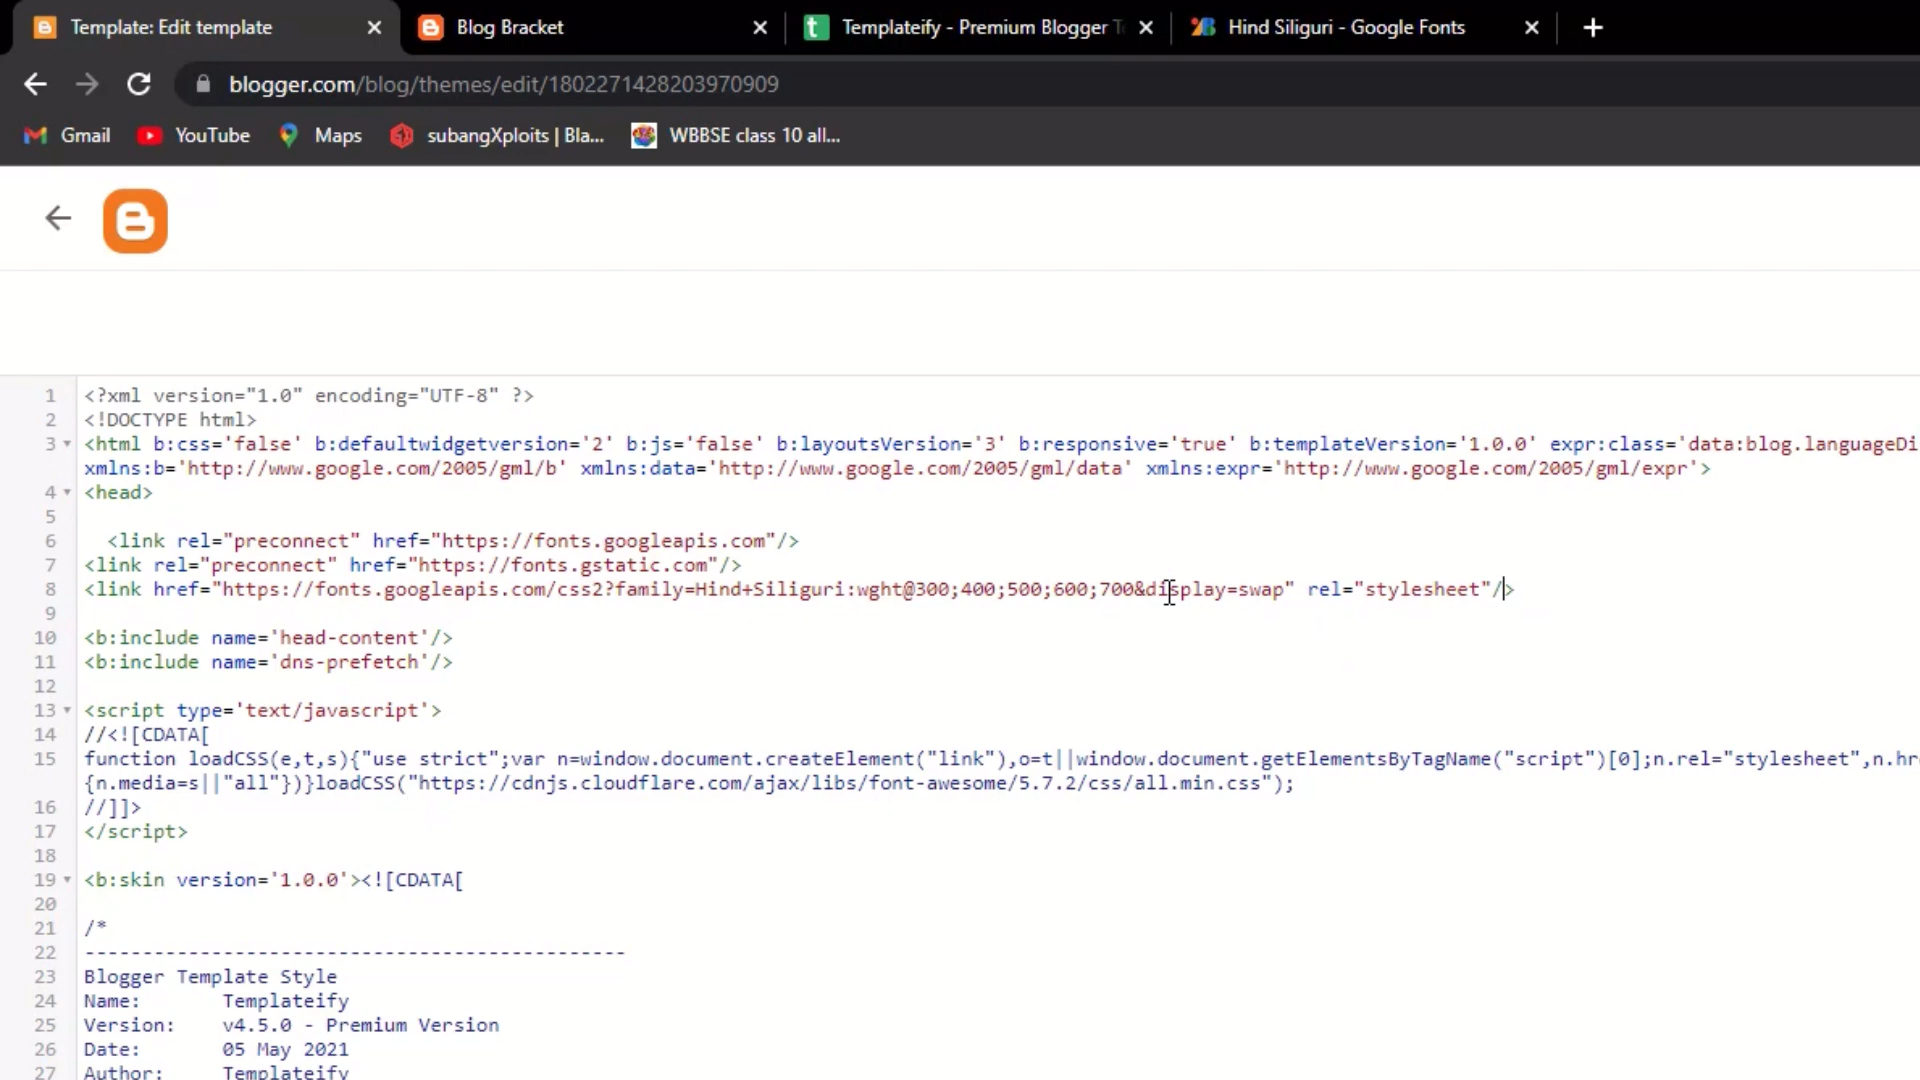 Template: Edit template
Blog Bracket
Templateify - Premium Blogger T
Hind Siliguri - Google Fonts
blogger.com/blog/themes/edit/1802271428203970909
Gmail
YouTube
Maps
subangXploits | Bla...
WBBSE class 10 all...
1 <?xml version="1.0" encoding="UTF-8" ?>
2 <!DOCTYPE html>
3 <html b:css='false' b:defaultwidgetversion='2' b:js='false' b:layoutsVersion='3' b:responsive='true' b:templateVersion='1.0.0' expr:class='data:blog.languageDi
xmlns:b='http://www.google.com/2005/gml/b' xmlns:data='http://www.google.com/2005/gml/data' xmlns:expr='http://www.google.com/2005/gml/expr'>
4 <head>
5
6 <link rel="preconnect" href="https://fonts.googleapis.com"/>
7 <link rel="preconnect" href="https://fonts.gstatic.com"/>
8 <link href="https://fonts.googleapis.com/css2?family=Hind+Siliguri:wght@300;400;500;600;700&display=swap" rel="stylesheet"/>
9
10 <b:include name='head-content'/>
11 <b:include name='dns-prefetch'/>
12
13 <script type='text/javascript'>
14 //<![CDATA[
15 function loadCSS(e,t,s){"use strict";var n=window.document.createElement("link"),o=t||window.document.getElementsByTagName("script")[0];n.rel="stylesheet",n.hr
{n.media=s||"all"})}loadCSS("https://cdnjs.cloudflare.com/ajax/libs/font-awesome/5.7.2/css/all.min.css");
16 //]]>
17 </script>
18
19 <b:skin version='1.0.0'><![CDATA[
20
21 /*
22 -----------------------------------------------
23 Blogger Template Style
24 Name: Templateify
25 Version: v4.5.0 - Premium Version
26 Date: 05 May 2021
27 Author: Templateify